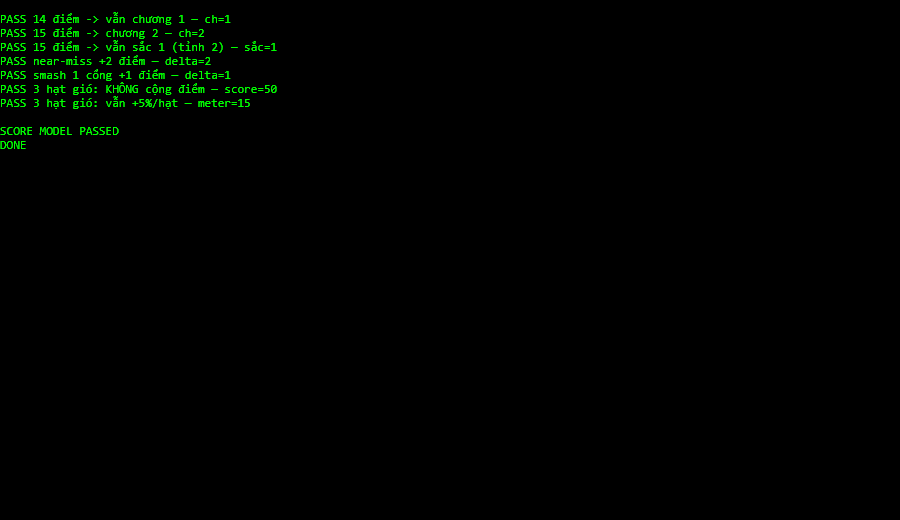 PASS 14 điểm -> vẫn chương 1 — ch=1
PASS 15 điểm -> chương 2 — ch=2
PASS 15 điểm -> vẫn sắc 1 (tỉnh 2) — sắc=1
PASS near-miss +2 điểm — delta=2
PASS smash 1 cổng +1 điểm — delta=1
PASS 3 hạt gió: KHÔNG cộng điểm — score=50
PASS 3 hạt gió: vẫn +5%/hạt — meter=15
SCORE MODEL PASSED
DONE